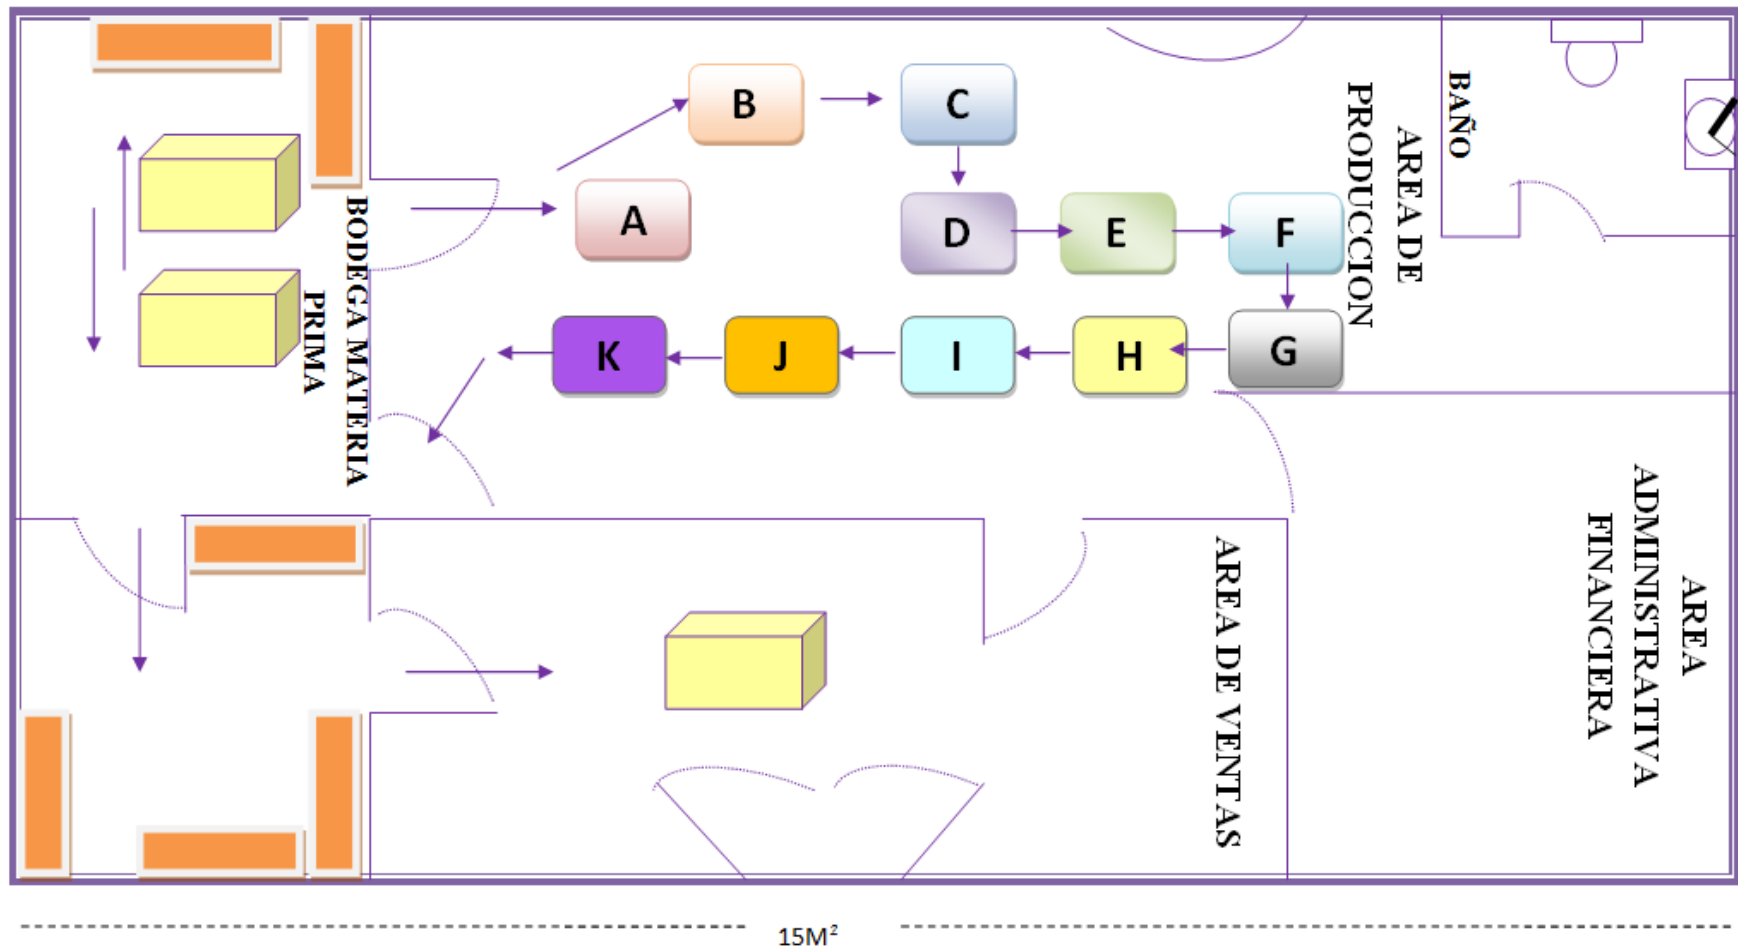 B
C
A
D
E
F
G
H
I
J
K
BODEGA MATERIA
PRIMA
AREA DE
PRODUCCION
BAÑO
AREA DE VENTAS
AREA
ADMINISTRATIVA
FINANCIERA
15M²